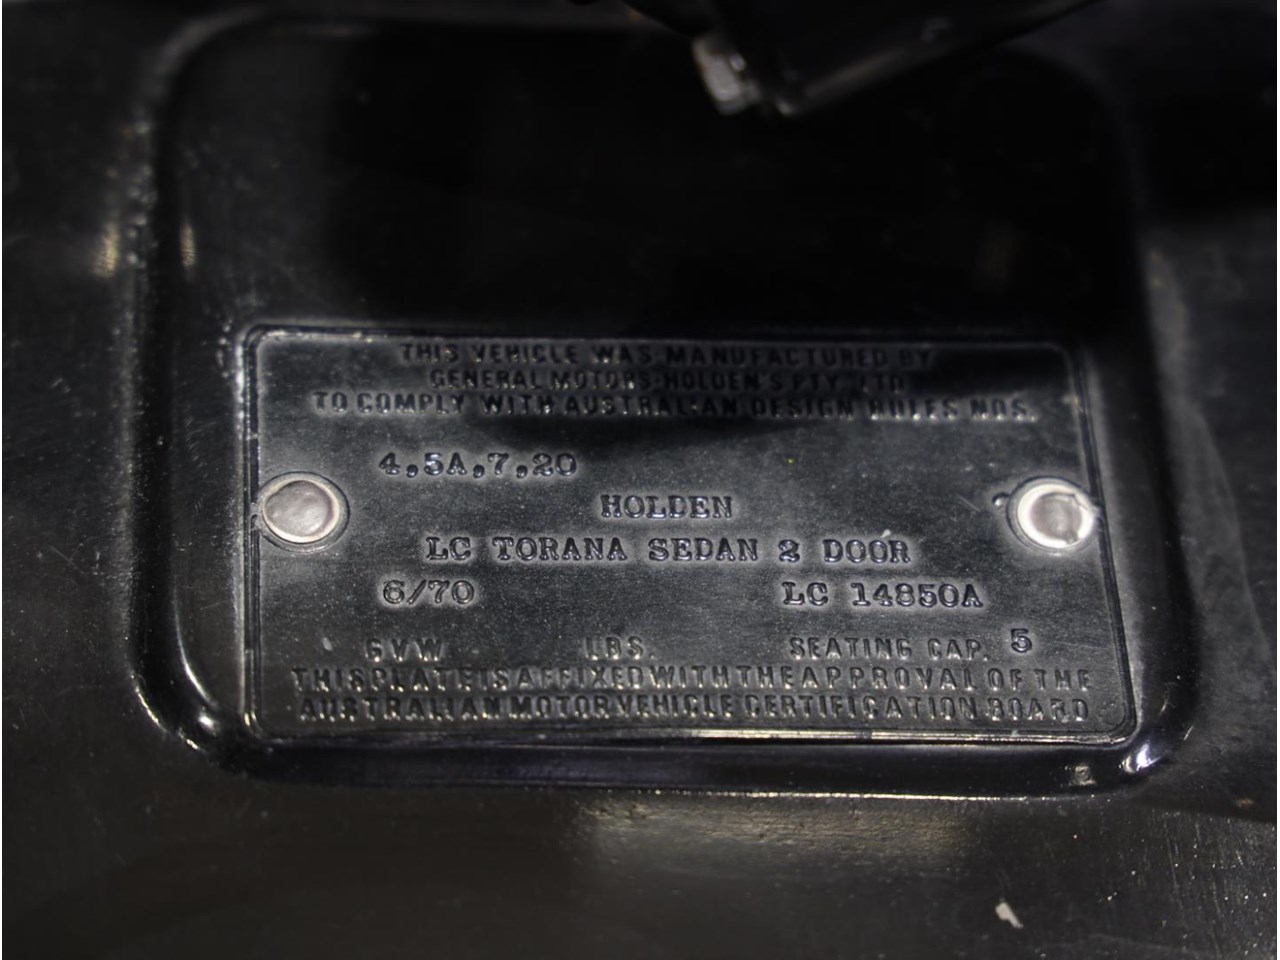 THIS VEHICLE WAS MANUFACTURED BY
GENERAL MOTORS-HOLDEN'S PTY. LTD.
TO COMPLY WITH AUSTRALIAN DESIGN RULES NOS.
4,5A,7,20
HOLDEN
LC TORANA SEDAN 2 DOOR
6/70 LC 14850A
GVW LBS. SEATING CAP. 5
THIS PLATE IS AFFIXED WITH THE APPROVAL OF THE
AUSTRALIAN MOTOR VEHICLE CERTIFICATION BOARD